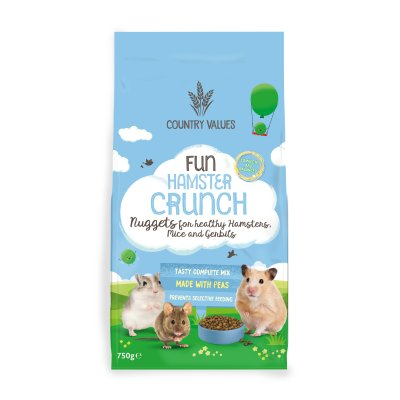 COUNTRY VALUES
FUN
HAMSTER
CRUNCH
Nuggets for healthy Hamsters,
Mice and Gerbils
TASTY COMPLETE MIX
MADE WITH PEAS
PREVENTS SELECTIVE FEEDING
750g℮